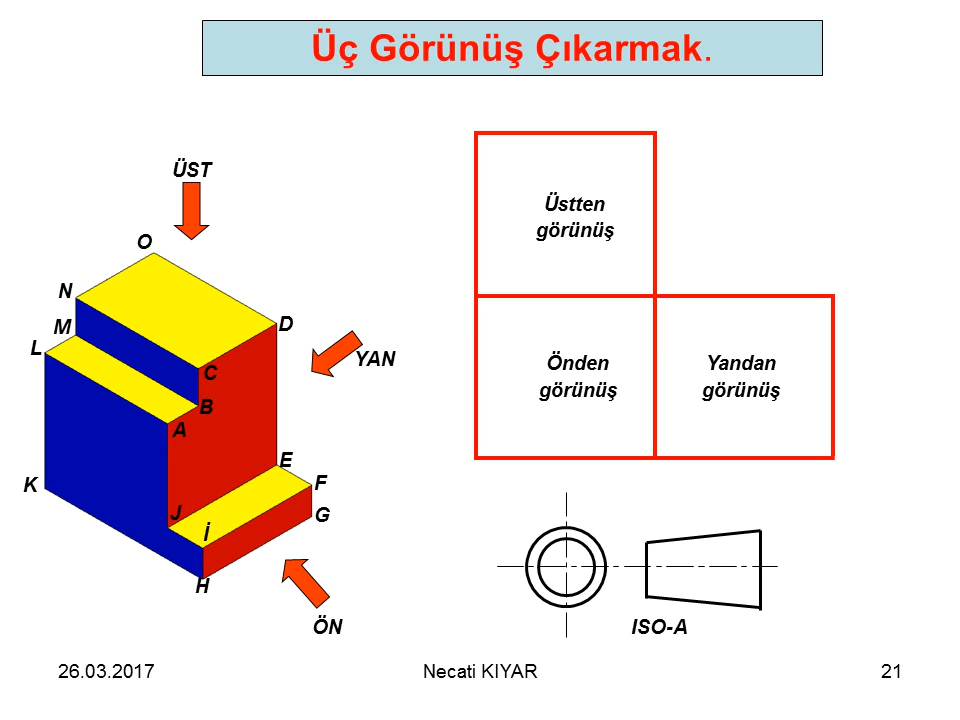 Üç Görünüş Çıkarmak.
ÜST
O
N
M
L
D
YAN
C
B
A
K
E
F
J
G
İ
H
ÖN
Üstten
görünüş
Önden
görünüş
Yandan
görünüş
ISO-A
26.03.2017
Necati KIYAR
21